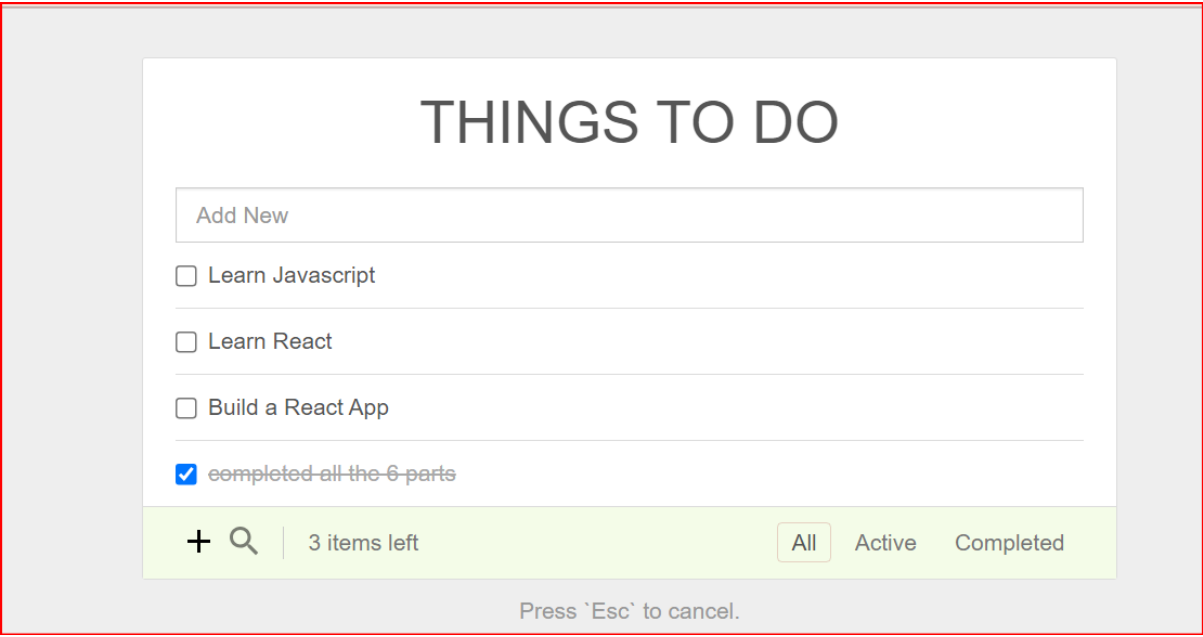 THINGS TO DO
Add New
Learn Javascript
Learn React
Build a React App
completed all the 6 parts
3 items left All Active Completed
Press `Esc` to cancel.